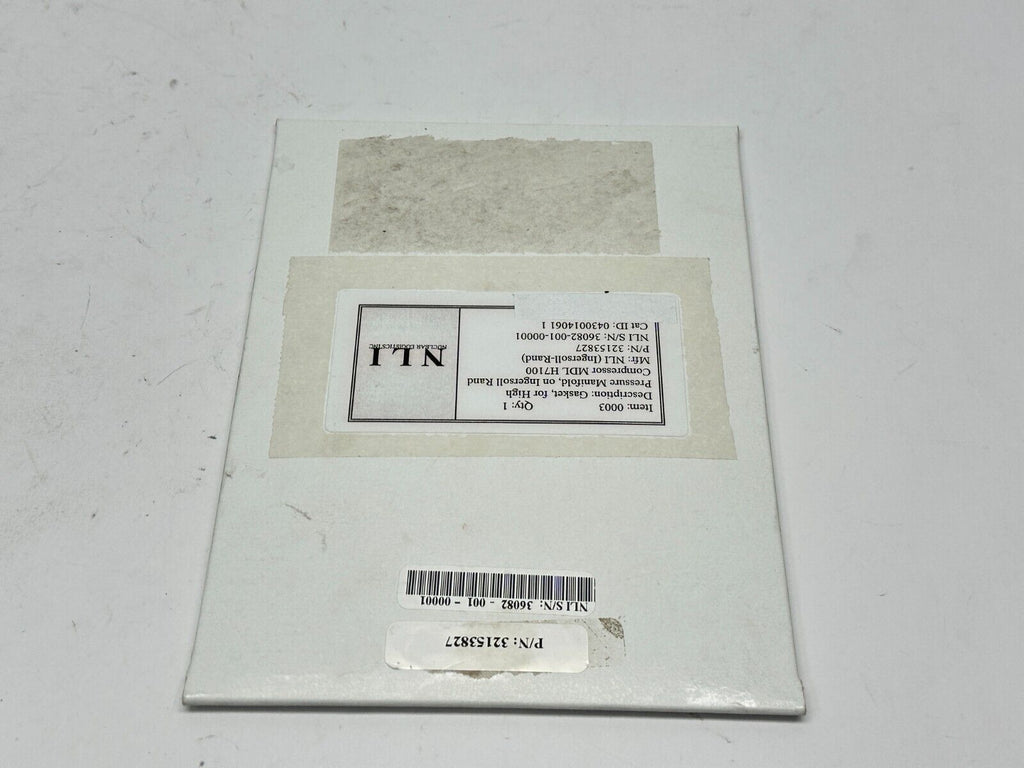 P/N: 32153827
NLI S/N: 36082 - 001 - 00001
Item: 0003 Qty: 1
Description: Gasket, for High
Pressure Manifold, on Ingersoll Rand
Compressor MDL H7100
Mfr: NLI (Ingersoll-Rand)
P/N: 32153827
NLI S/N: 36082-001-00001
Cat ID: 0430014061 1
NLI
NUCLEAR LOGISTICS INC